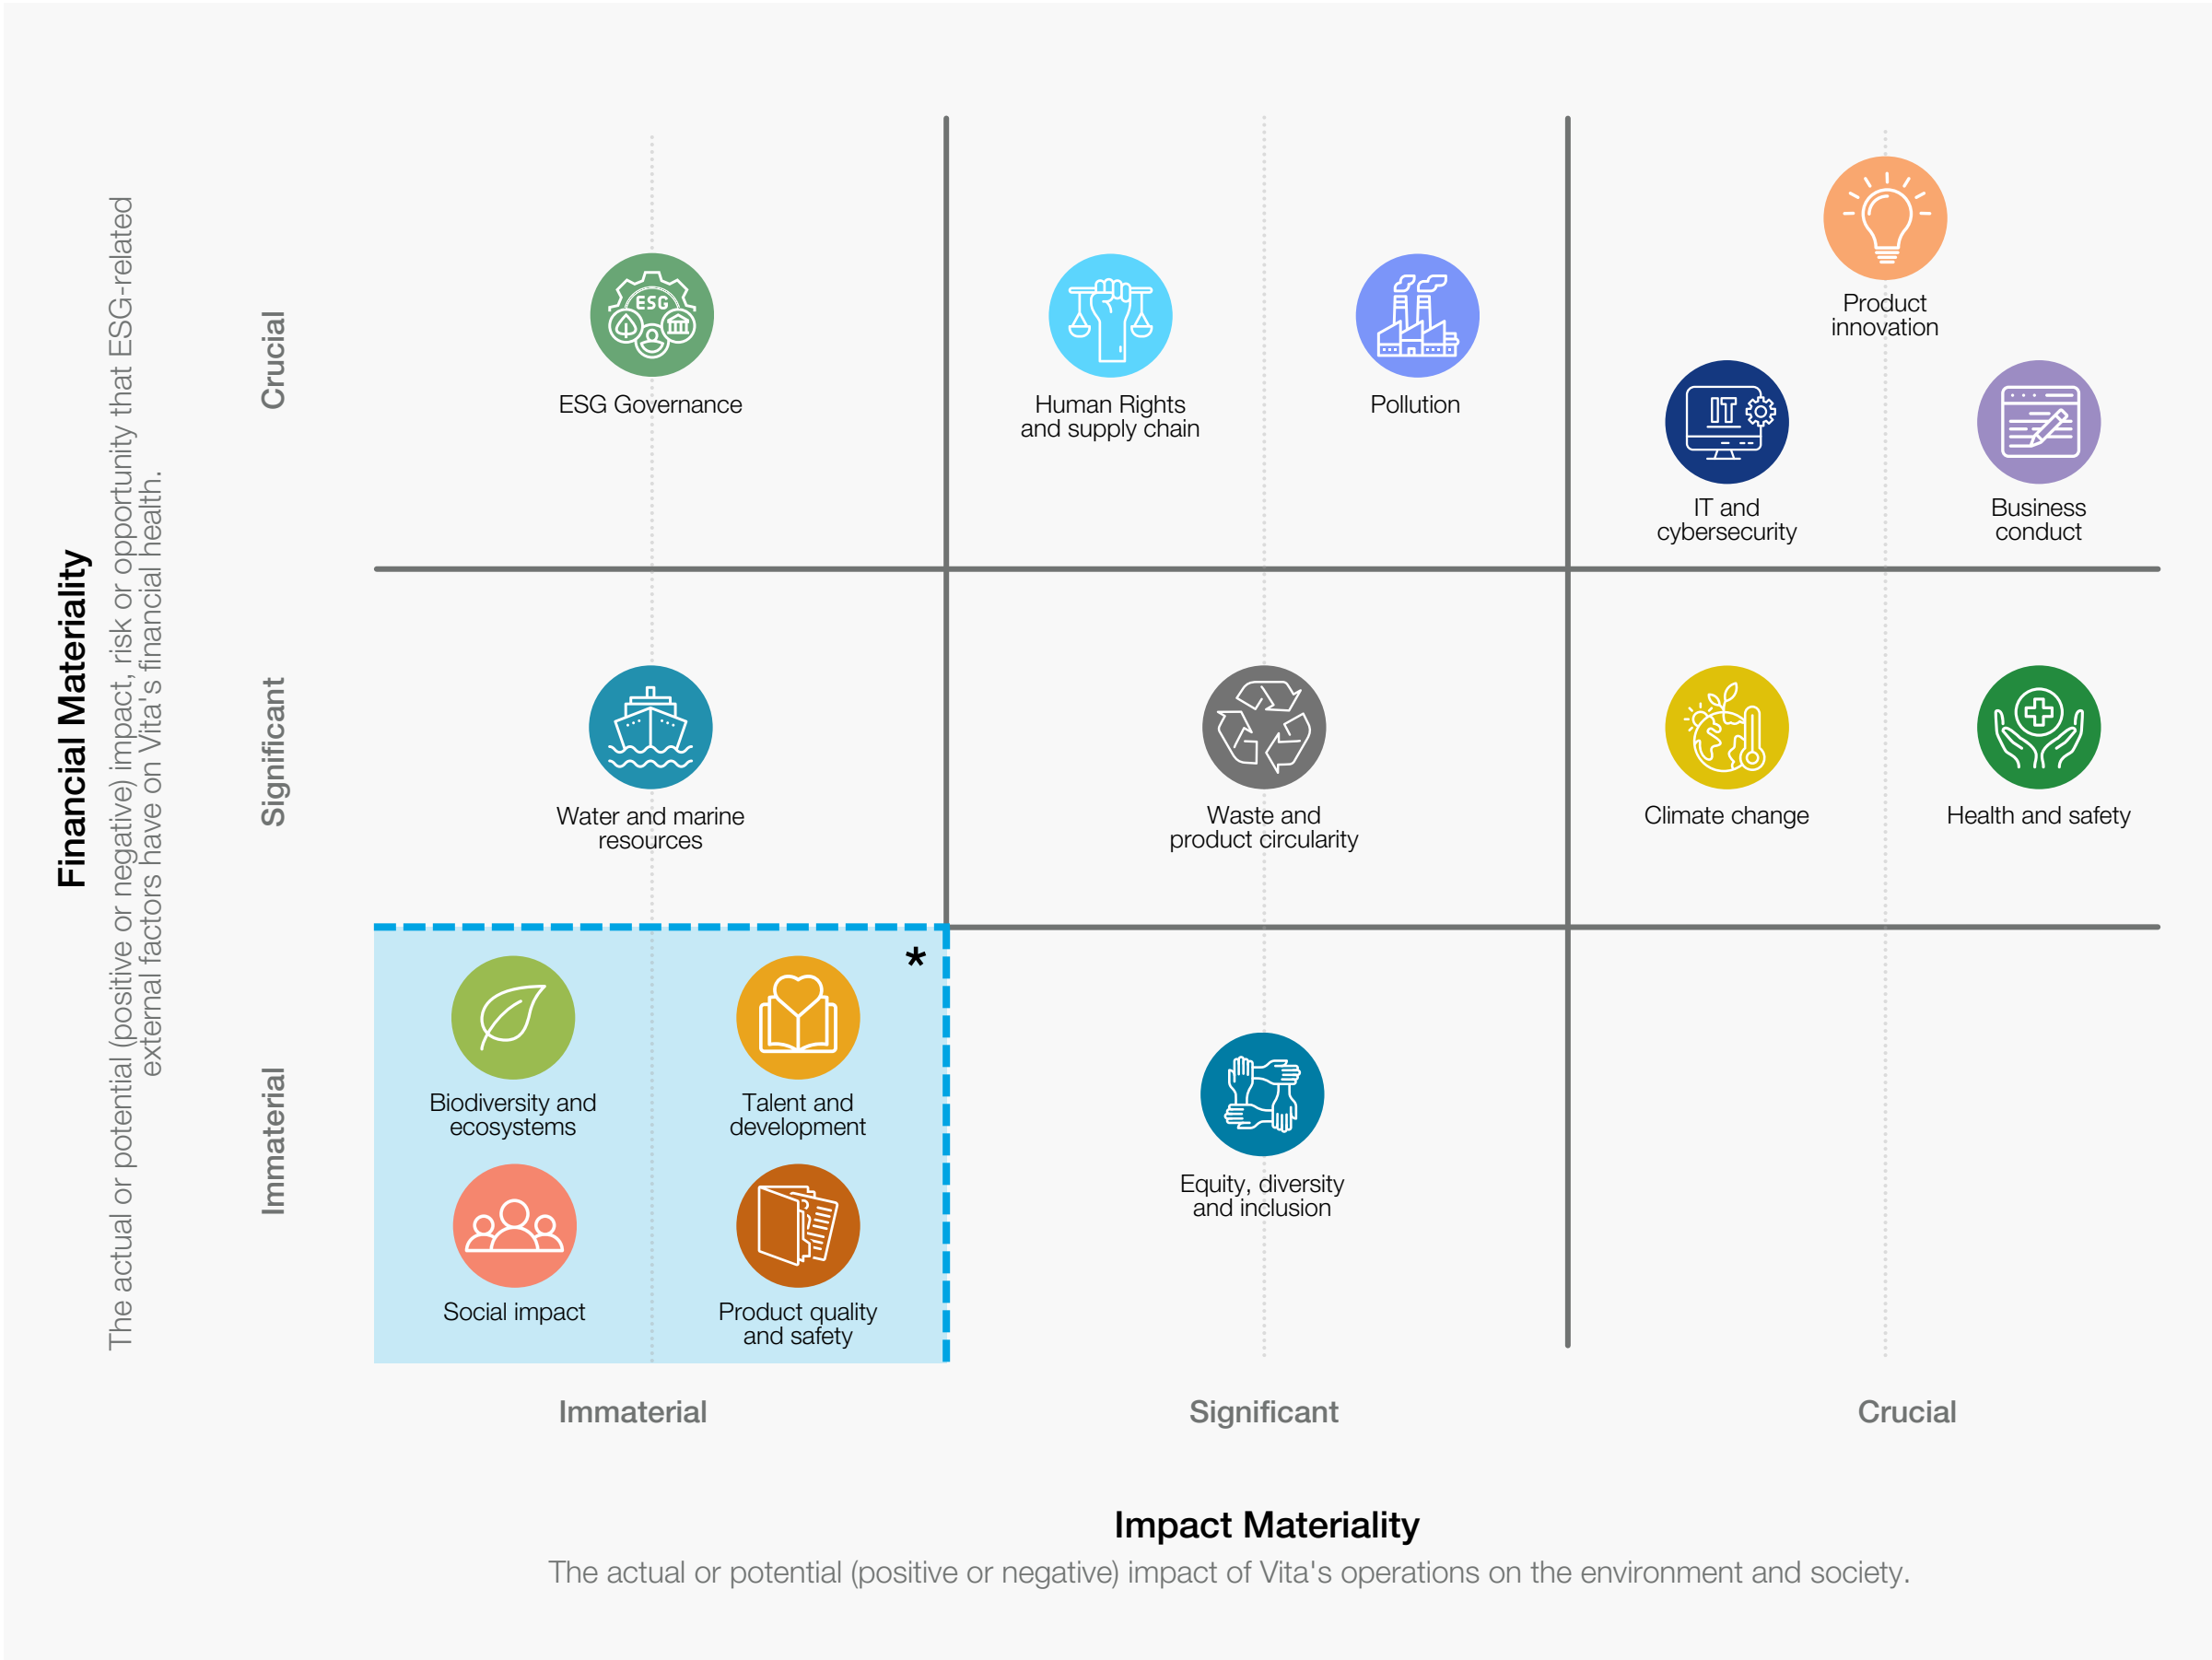 Financial Materiality
The actual or potential (positive or negative) impact, risk or opportunity that ESG-related
external factors have on Vita's financial health.
Crucial
ESG
ESG Governance
Human Rights
and supply chain
Pollution
Product
innovation
IT
IT and
cybersecurity
Business
conduct
Significant
Water and marine
resources
Waste and
product circularity
Climate change
Health and safety
Immaterial
*
Biodiversity and
ecosystems
Talent and
development
Social impact
Product quality
and safety
Equity, diversity
and inclusion
Immaterial
Significant
Crucial
Impact Materiality
The actual or potential (positive or negative) impact of Vita's operations on the environment and society.